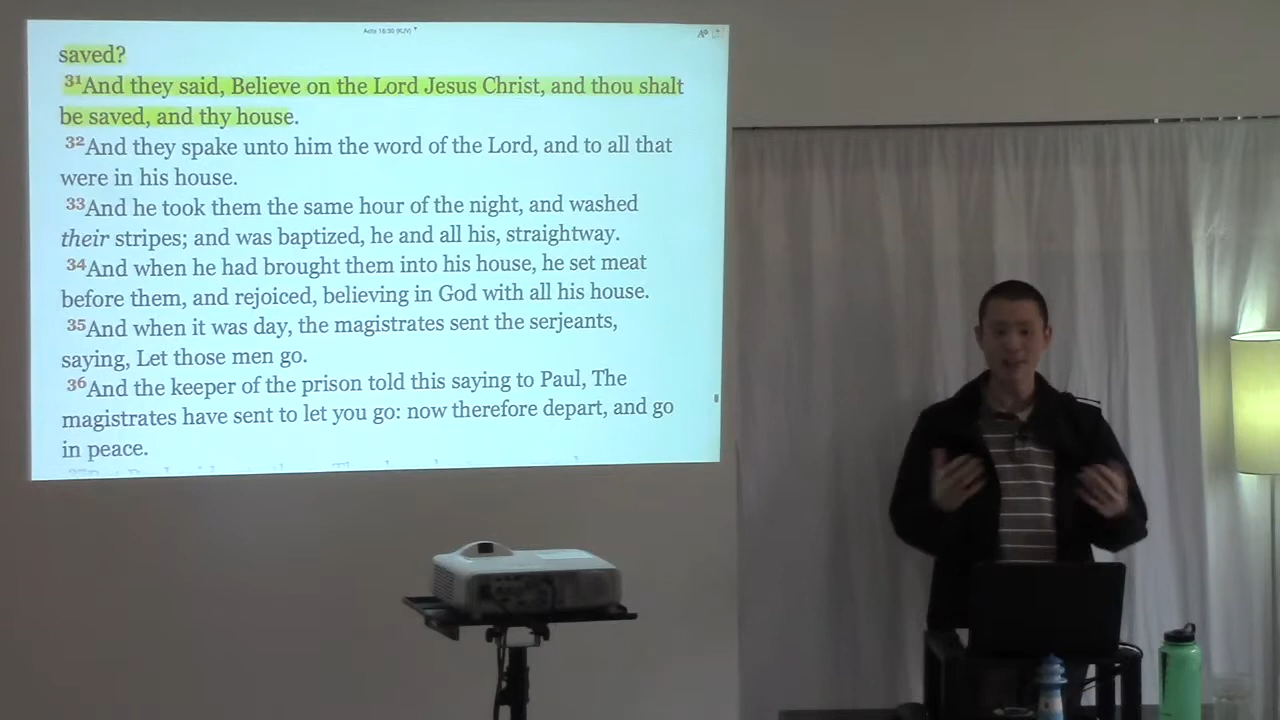 Acts 16:30 (KJV)
saved?
31And they said, Believe on the Lord Jesus Christ, and thou shalt
be saved, and thy house.
32And they spake unto him the word of the Lord, and to all that
were in his house.
33And he took them the same hour of the night, and washed
their stripes; and was baptized, he and all his, straightway.
34And when he had brought them into his house, he set meat
before them, and rejoiced, believing in God with all his house.
35And when it was day, the magistrates sent the serjeants,
saying, Let those men go.
36And the keeper of the prison told this saying to Paul, The
magistrates have sent to let you go: now therefore depart, and go
in peace.